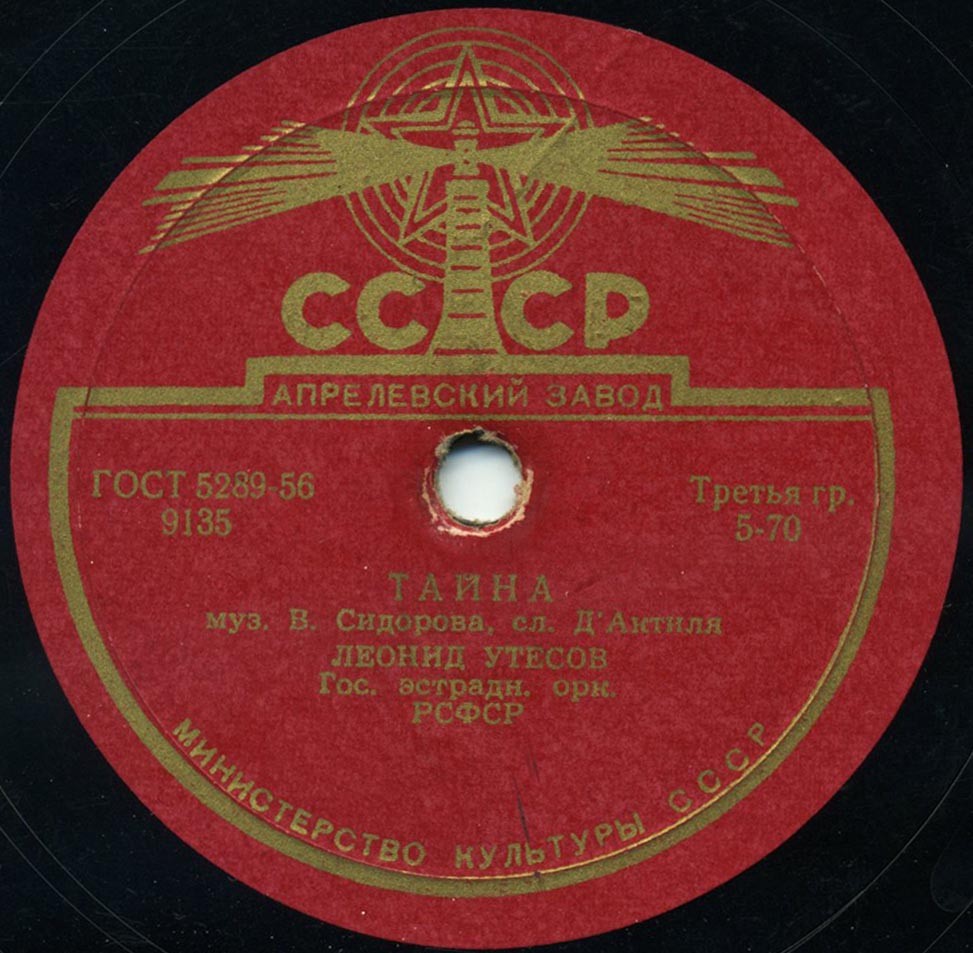 СССР
АПРЕЛЕВСКИЙ ЗАВОД
ГОСТ 5289-56
9135
Третья гр.
5-70
ТАЙНА
муз. В. Сидорова, сл. Д'Актиля
ЛЕОНИД УТЕСОВ
Гос. эстрадн. орк.
РСФСР
МИНИСТЕРСТВО КУЛЬТУРЫ СССР